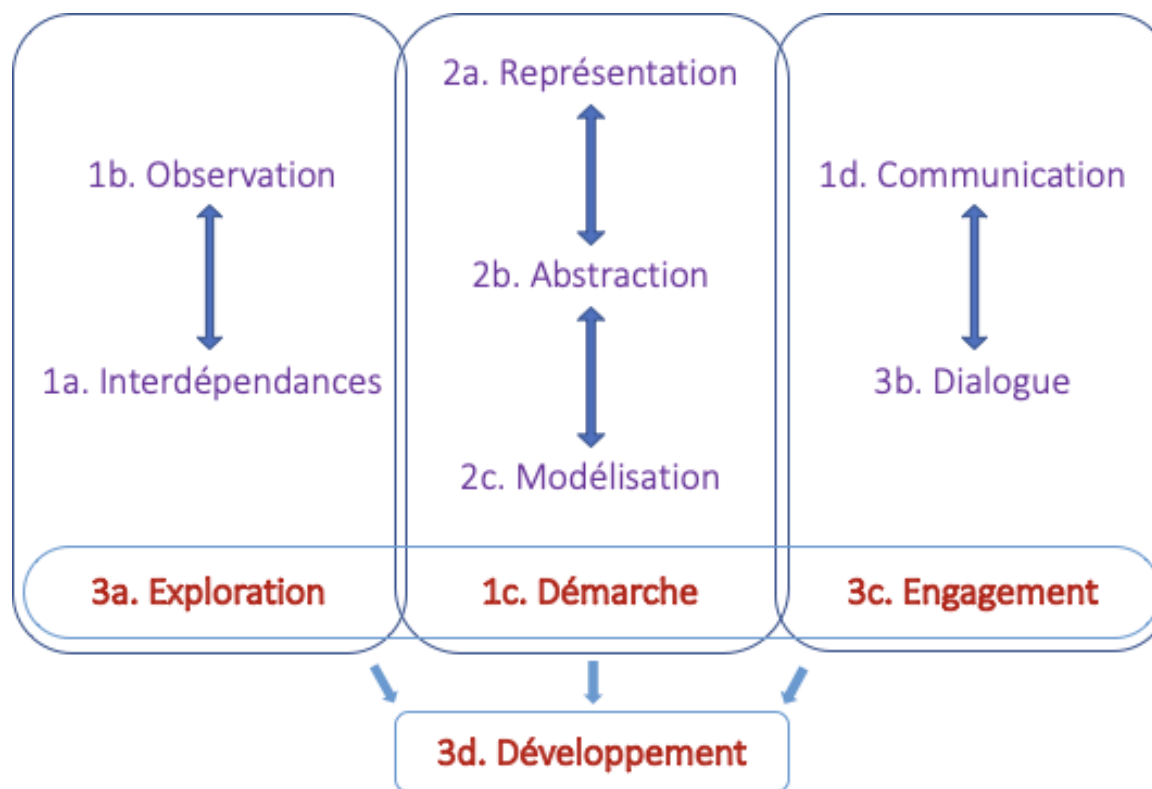 2a. Représentation
1b. Observation
1d. Communication
2b. Abstraction
1a. Interdépendances
3b. Dialogue
2c. Modélisation
3a. Exploration
1c. Démarche
3c. Engagement
3d. Développement